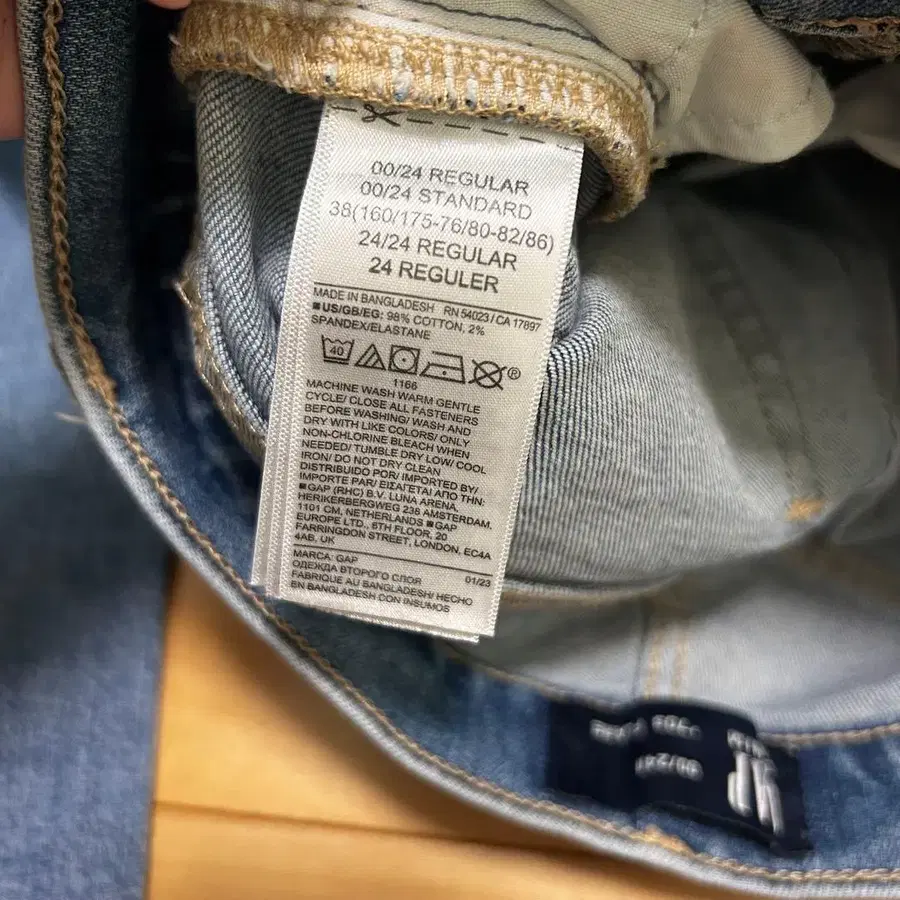 00/24 REGULAR
00/24 STANDARD
38(160/175-76/80-82/86)
24/24 REGULAR
24 REGULER
MADE IN BANGLADESH RN 54023 / CA 17897
■ US/GB/EG: 98% COTTON, 2%
SPANDEX/ELASTANE
40 ®
1166
MACHINE WASH WARM GENTLE
CYCLE/ CLOSE ALL FASTENERS
BEFORE WASHING/ WASH AND
DRY WITH LIKE COLORS/ ONLY
NON-CHLORINE BLEACH WHEN
NEEDED/ TUMBLE DRY LOW/ COOL
IRON/ DO NOT DRY CLEAN
DISTRIBUIDO POR/ IMPORTED BY/
IMPORTE PAR/ ΕΙΣΑΓΕΤΑΙ ΑΠΟ ΤΗΝ:
■ GAP (RHC) B.V. LUNA ARENA,
HERIKERBERGWEG 238 AMSTERDAM,
1101 CM, NETHERLANDS ■ GAP
EUROPE LTD., 6TH FLOOR, 20
FARRINGDON STREET, LONDON, EC4A
4AB, UK
MARCA: GAP
ОДЕЖДА ВТОРОГО СЛОЯ 01/23
FABRIQUE AU BANGLADESH/ HECHO
EN BANGLADESH CON INSUMOS
00/24r